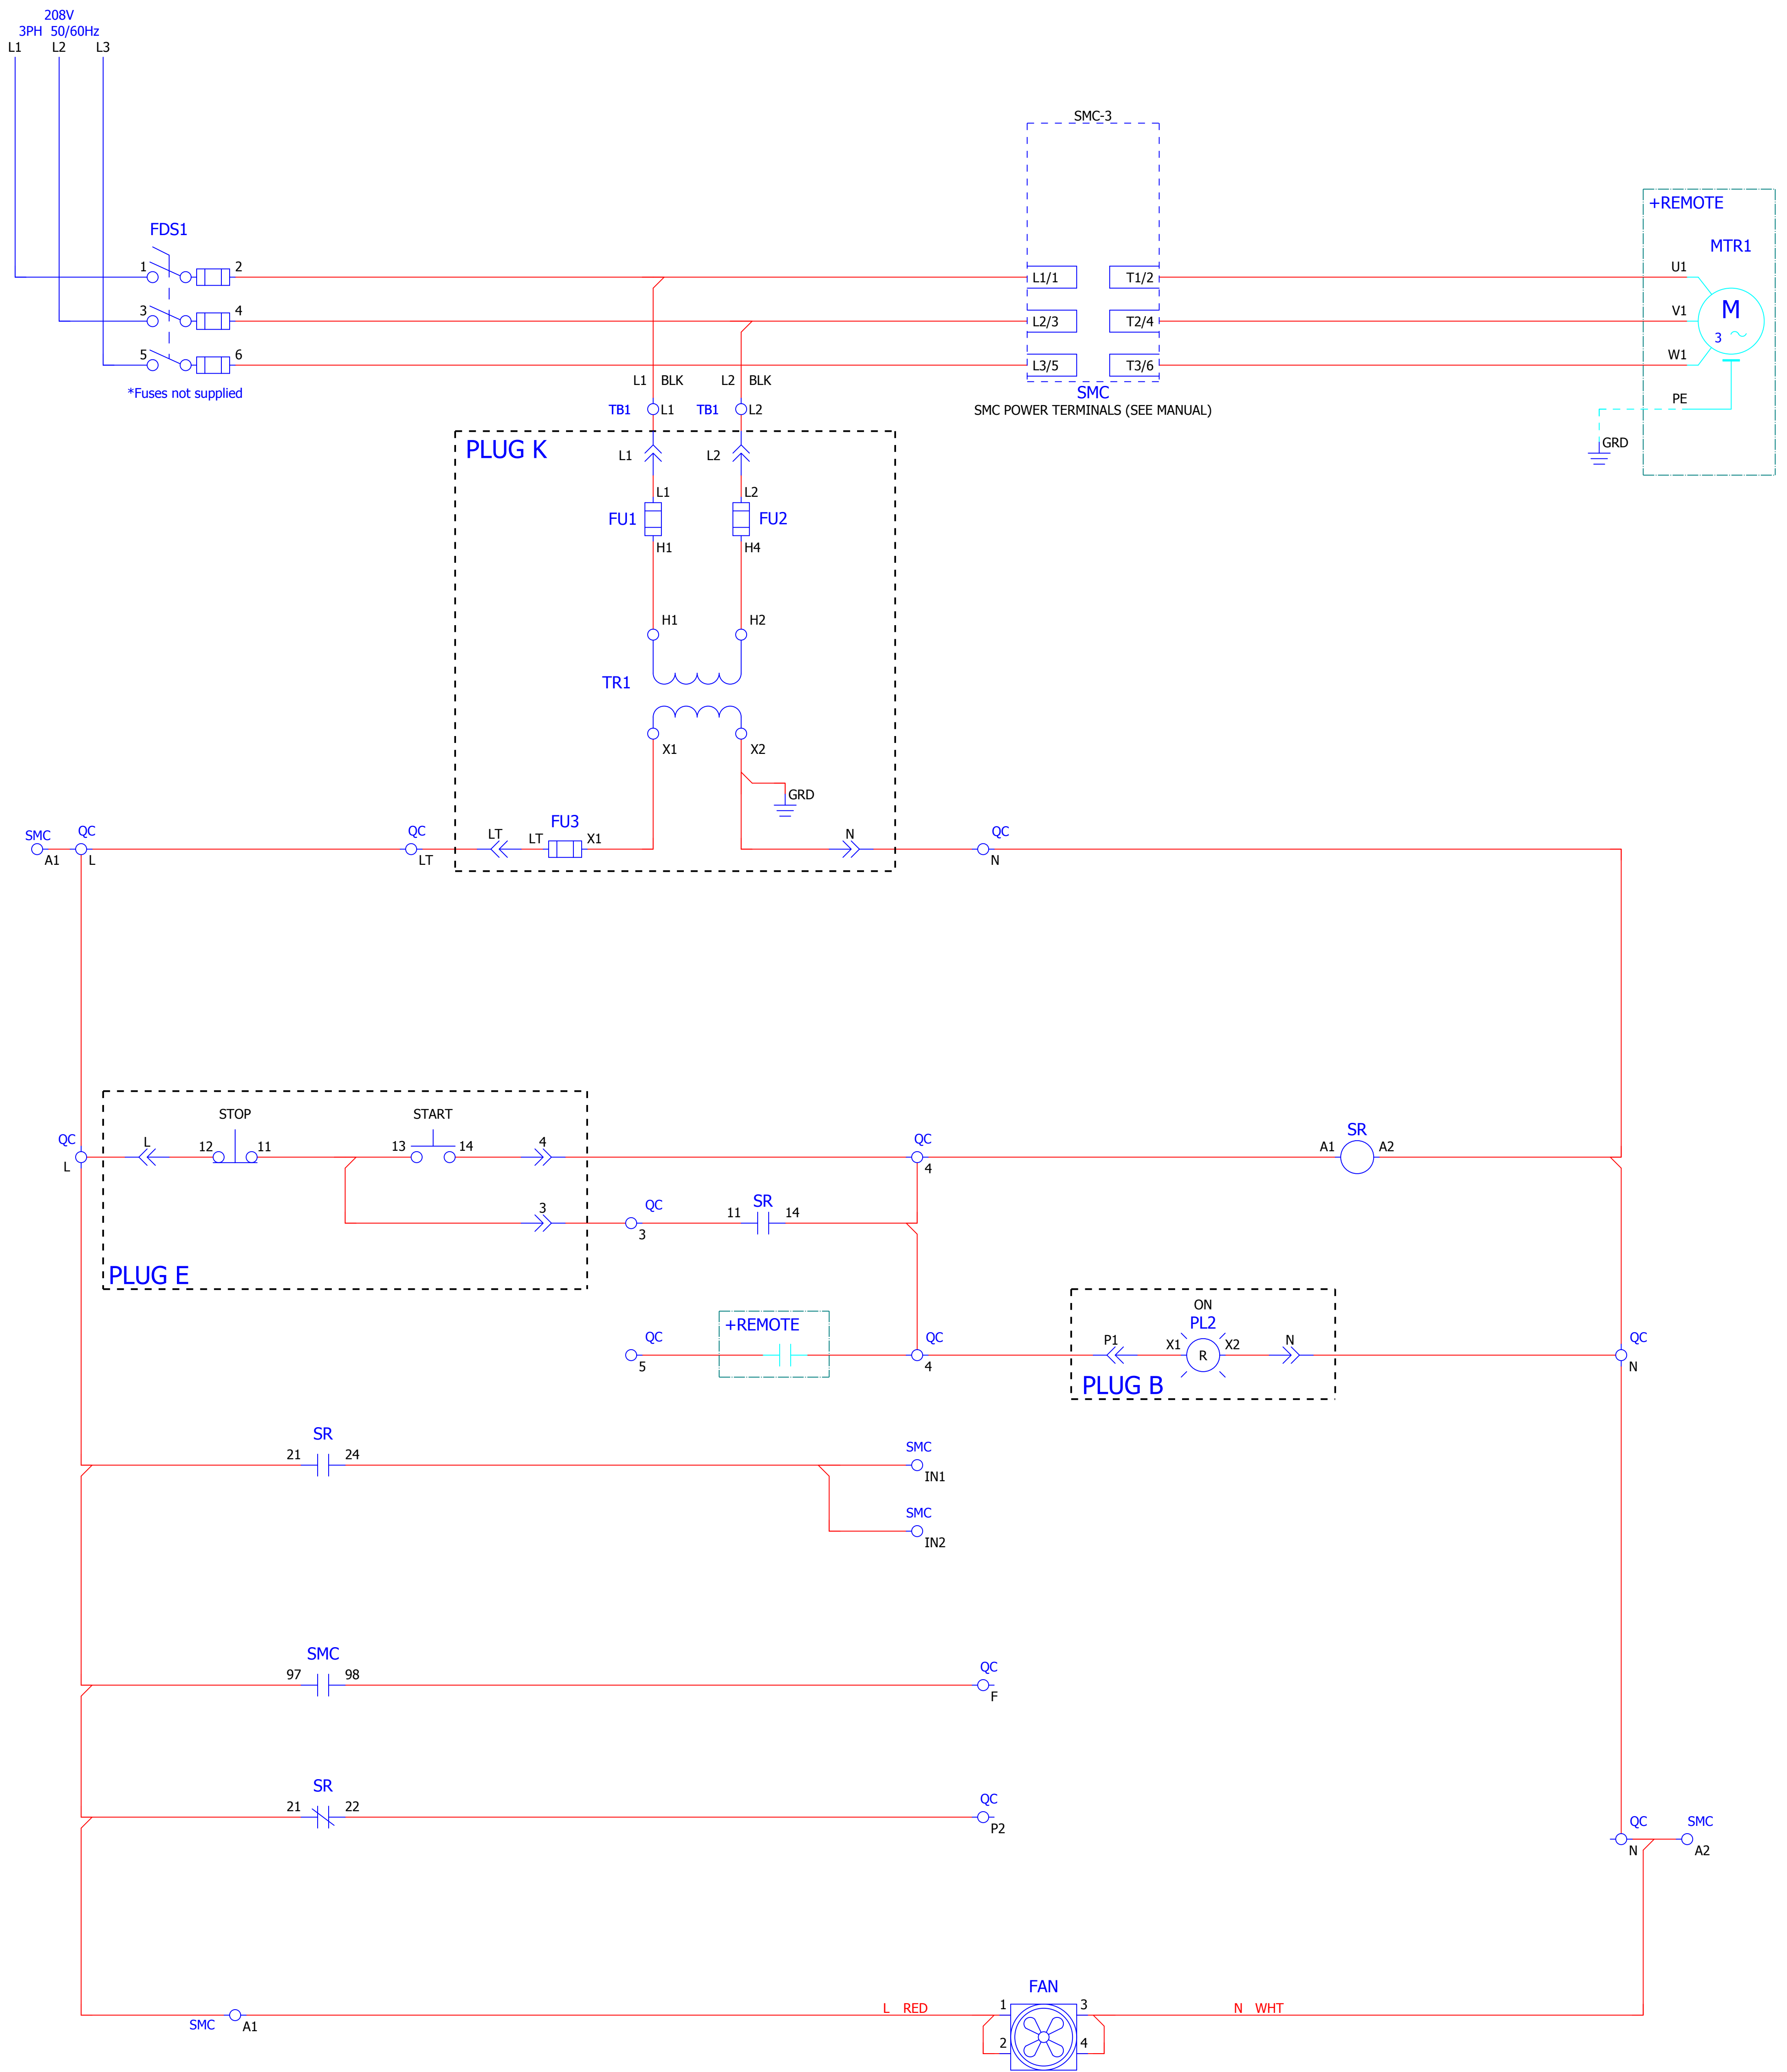 208V
3PH 50/60Hz
L1 L2 L3
SMC-3
+REMOTE
MTR1
FDS1
1 2
L1/1 T1/2
U1
3 4
L2/3 T2/4
V1
M
3
5 6
L3/5 T3/6
W1
*Fuses not supplied
SMC
SMC POWER TERMINALS (SEE MANUAL)
PE
GRD
L1 BLK L2 BLK
TB1 L1 TB1 L2
PLUG K
L1 L2
L1 L2
FU1 FU2
H1 H4
H1 H2
TR1
X1 X2
GRD
SMC QC QC
LT LT FU3 X1
N QC
A1 L LT N
STOP START
QC L 12 11 13 14 4 QC
L 4
SR
A1 A2
3 QC
3
11 SR 14
PLUG E
+REMOTE
QC
5
QC
4
ON
PL2
P1 X1 R X2 N
PLUG B
QC
N
SR
21 24
SMC
IN1
SMC
IN2
SMC
97 98
QC
F
SR
21 22
QC
P2
QC SMC
N A2
FAN
L RED 1 3 N WHT
SMC A1
2 4